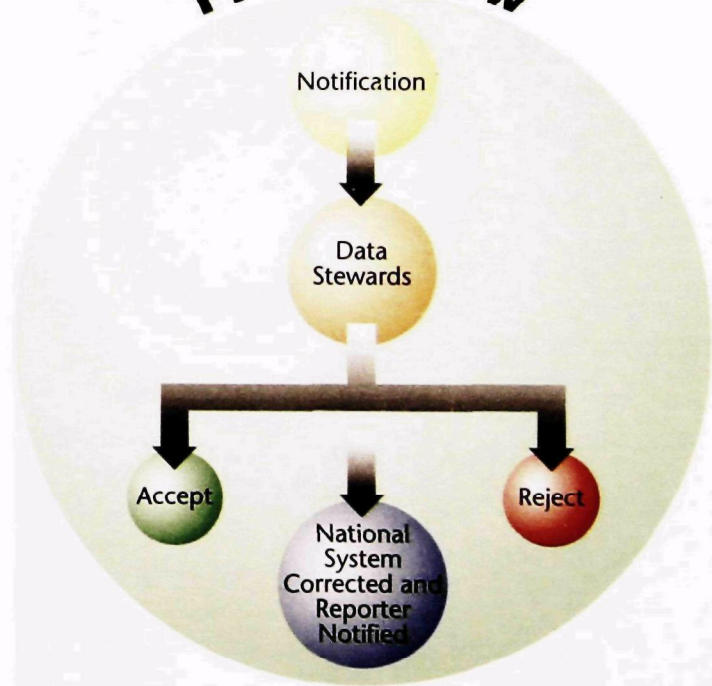 Notification
Data
Stewards
Accept
Reject
National
System
Corrected and
Reporter
Notified